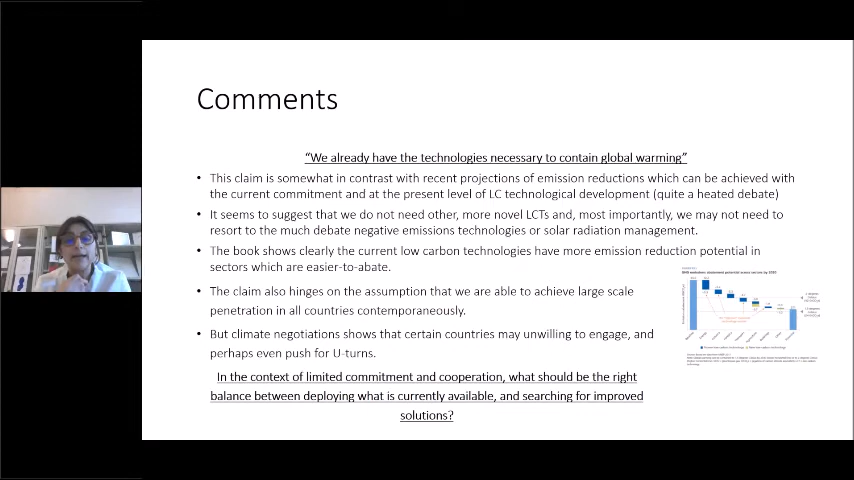 Comments
“We already have the technologies necessary to contain global warming”
• This claim is somewhat in contrast with recent projections of emission reductions which can be achieved with
the current commitment and at the present level of LC technological development (quite a heated debate)
• It seems to suggest that we do not need other, more novel LCTs and, most importantly, we may not need to
resort to the much debate negative emissions technologies or solar radiation management.
• The book shows clearly the current low carbon technologies have more emission reduction potential in
sectors which are easier-to-abate.
• The claim also hinges on the assumption that we are able to achieve large scale
penetration in all countries contemporaneously.
• But climate negotiations shows that certain countries may unwilling to engage, and
perhaps even push for U-turns.
In the context of limited commitment and cooperation, what should be the right
balance between deploying what is currently available, and searching for improved
solutions?